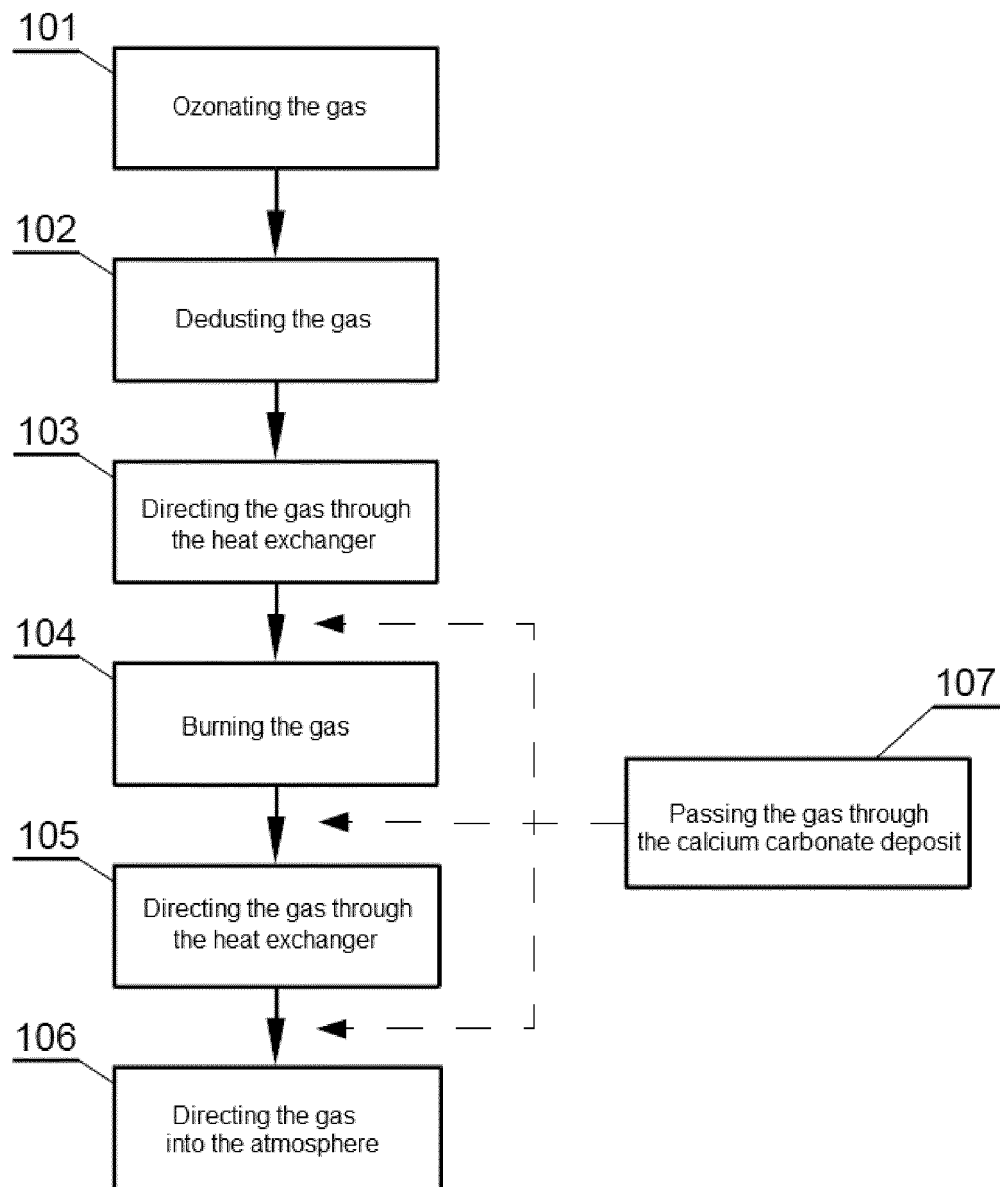 101
Ozonating the gas
102
Dedusting the gas
103
Directing the gas through
the heat exchanger
104
Burning the gas
107
Passing the gas through
the calcium carbonate deposit
105
Directing the gas through
the heat exchanger
106
Directing the gas
into the atmosphere